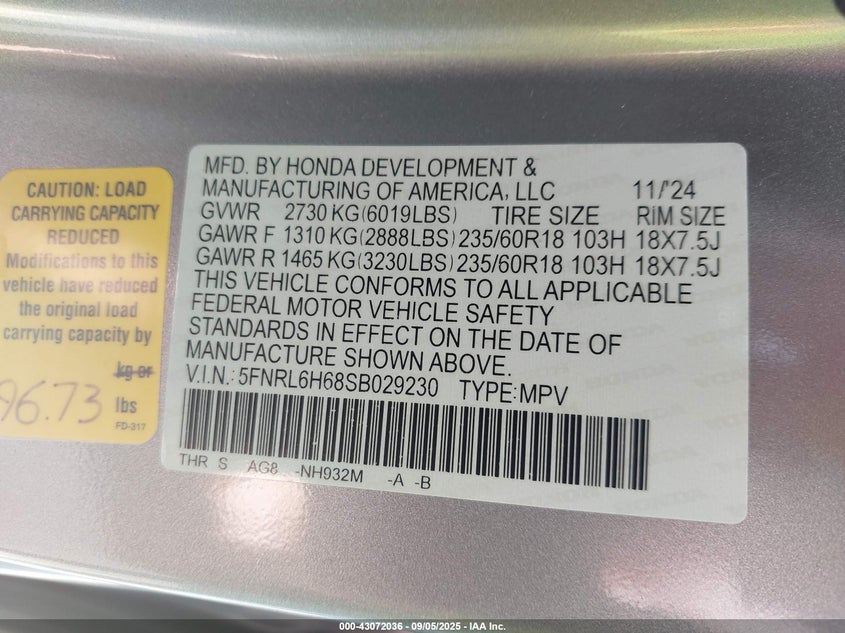 CAUTION: LOAD
CARRYING CAPACITY
REDUCED
Modifications to this
vehicle have reduced
the original load
carrying capacity by
kg or
96.73 lbs
FD-317
MFD. BY HONDA DEVELOPMENT &
MANUFACTURING OF AMERICA, LLC 11/'24
GVWR 2730 KG(6019LBS) TIRE SIZE RIM SIZE
GAWR F 1310 KG(2888LBS) 235/60R18 103H 18X7.5J
GAWR R 1465 KG(3230LBS) 235/60R18 103H 18X7.5J
THIS VEHICLE CONFORMS TO ALL APPLICABLE
FEDERAL MOTOR VEHICLE SAFETY
STANDARDS IN EFFECT ON THE DATE OF
MANUFACTURE SHOWN ABOVE.
V.I.N.: 5FNRL6H68SB029230 TYPE: MPV
THR S AG8 -NH932M -A -B
000-43072036 - 09/05/2025 - IAA Inc.